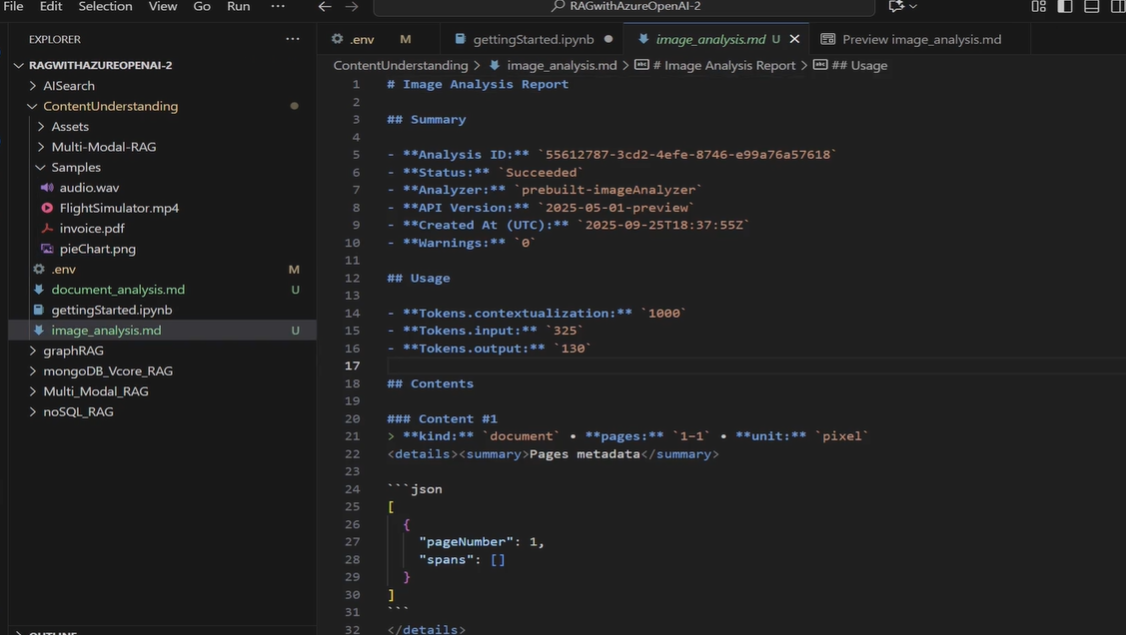 File Edit Selection View Go Run ··· ← → RAGwithAzureOpenAI-2
EXPLORER ···
RAGWITHAZUREOPENAI-2
AISearch
ContentUnderstanding
Assets
Multi-Modal-RAG
Samples
audio.wav
FlightSimulator.mp4
invoice.pdf
pieChart.png
.env M
document_analysis.md U
gettingStarted.ipynb
image_analysis.md U
graphRAG
mongoDB_Vcore_RAG
Multi_Modal_RAG
noSQL_RAG
OUTLINE
.env M gettingStarted.ipynb ● image_analysis.md U × Preview image_analysis.md
ContentUnderstanding > image_analysis.md > # Image Analysis Report > ## Usage
1 # Image Analysis Report
2
3 ## Summary
4
5 - **Analysis ID:** `55612787-3cd2-4efe-8746-e99a76a57618`
6 - **Status:** `Succeeded`
7 - **Analyzer:** `prebuilt-imageAnalyzer`
8 - **API Version:** `2025-05-01-preview`
9 - **Created At (UTC):** `2025-09-25T18:37:55Z`
10 - **Warnings:** `0`
11
12 ## Usage
13
14 - **Tokens.contextualization:** `1000`
15 - **Tokens.input:** `325`
16 - **Tokens.output:** `130`
17
18 ## Contents
19
20 ### Content #1
21 > **kind:** `document` • **pages:** `1-1` • **unit:** `pixel`
22 <details><summary>Pages metadata</summary>
23
24 ```json
25 [
26 {
27 "pageNumber": 1,
28 "spans": []
29 }
30 ]
31 ```
32 </details>